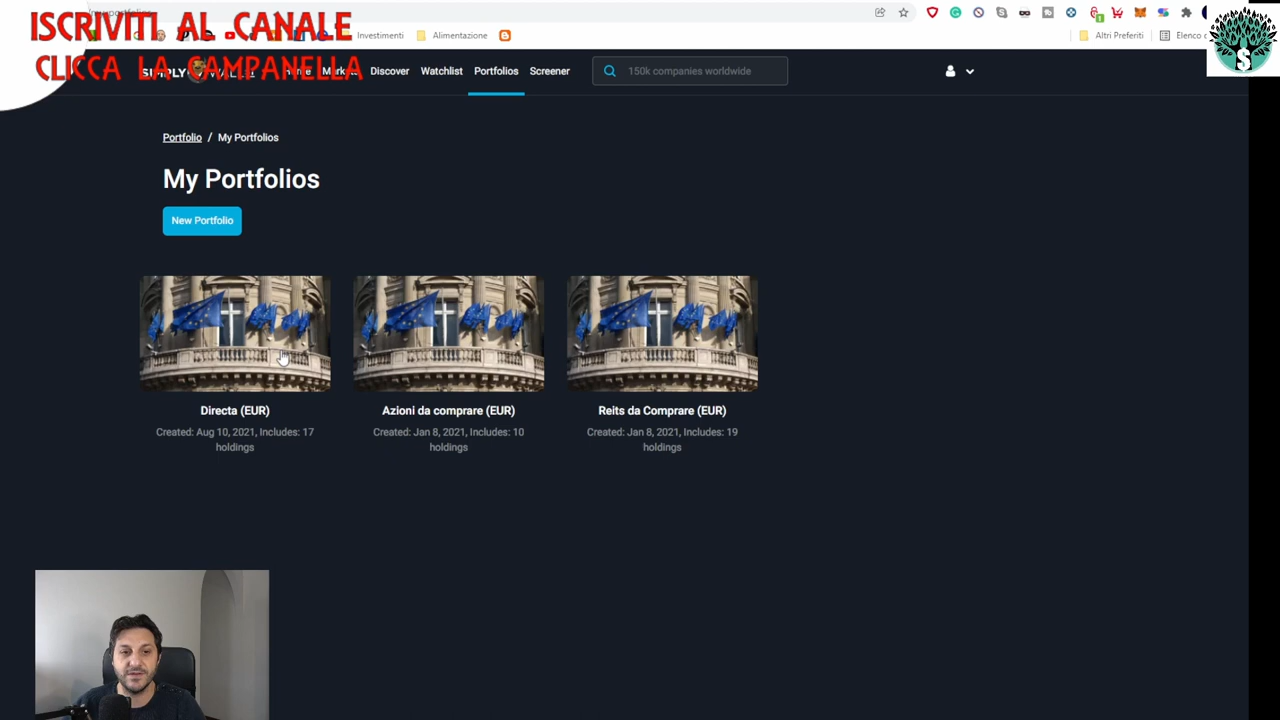 ISCRIVITI AL CANALE
CLICCA LA CAMPANELLA
Investimenti
Alimentazione
Altri Preferiti
Elenco
Discover
Watchlist
Portfolios
Screener
150k companies worldwide
Portfolio / My Portfolios
My Portfolios
New Portfolio
Directa (EUR)
Created: Aug 10, 2021, Includes: 17
holdings
Azioni da comprare (EUR)
Created: Jan 8, 2021, Includes: 10
holdings
Reits da Comprare (EUR)
Created: Jan 8, 2021, Includes: 19
holdings